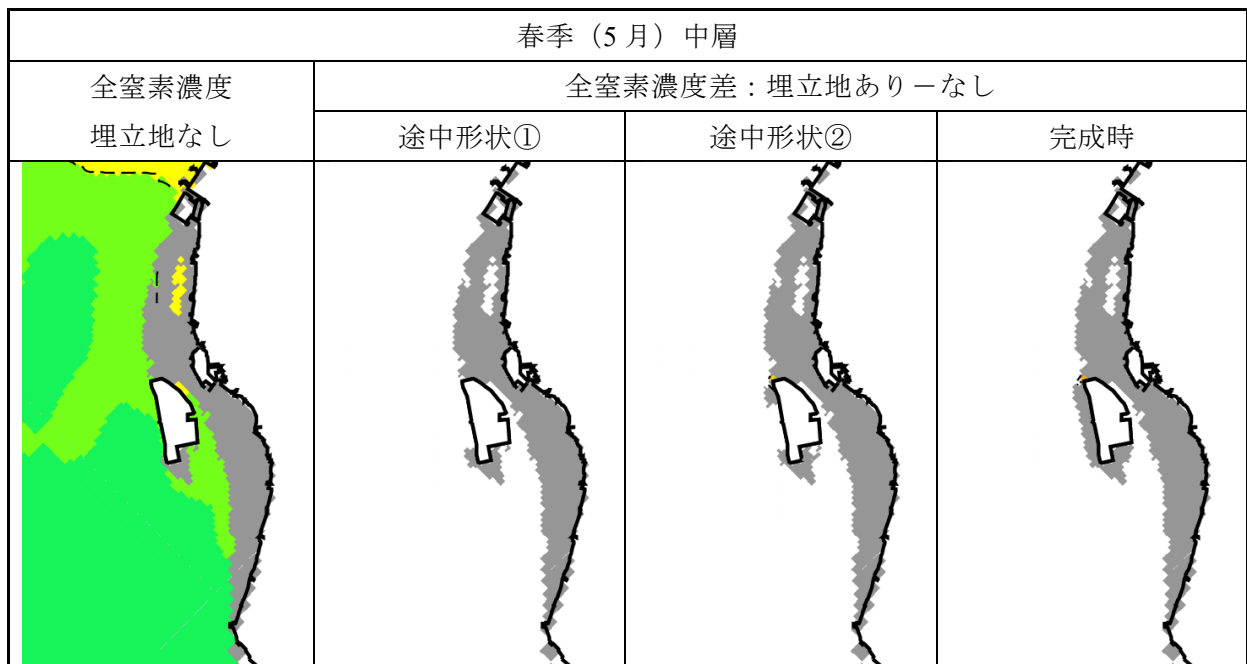 春季（5月）中層
全窒素濃度
埋立地なし
全窒素濃度差：埋立地あり－なし
途中形状①
途中形状②
完成時